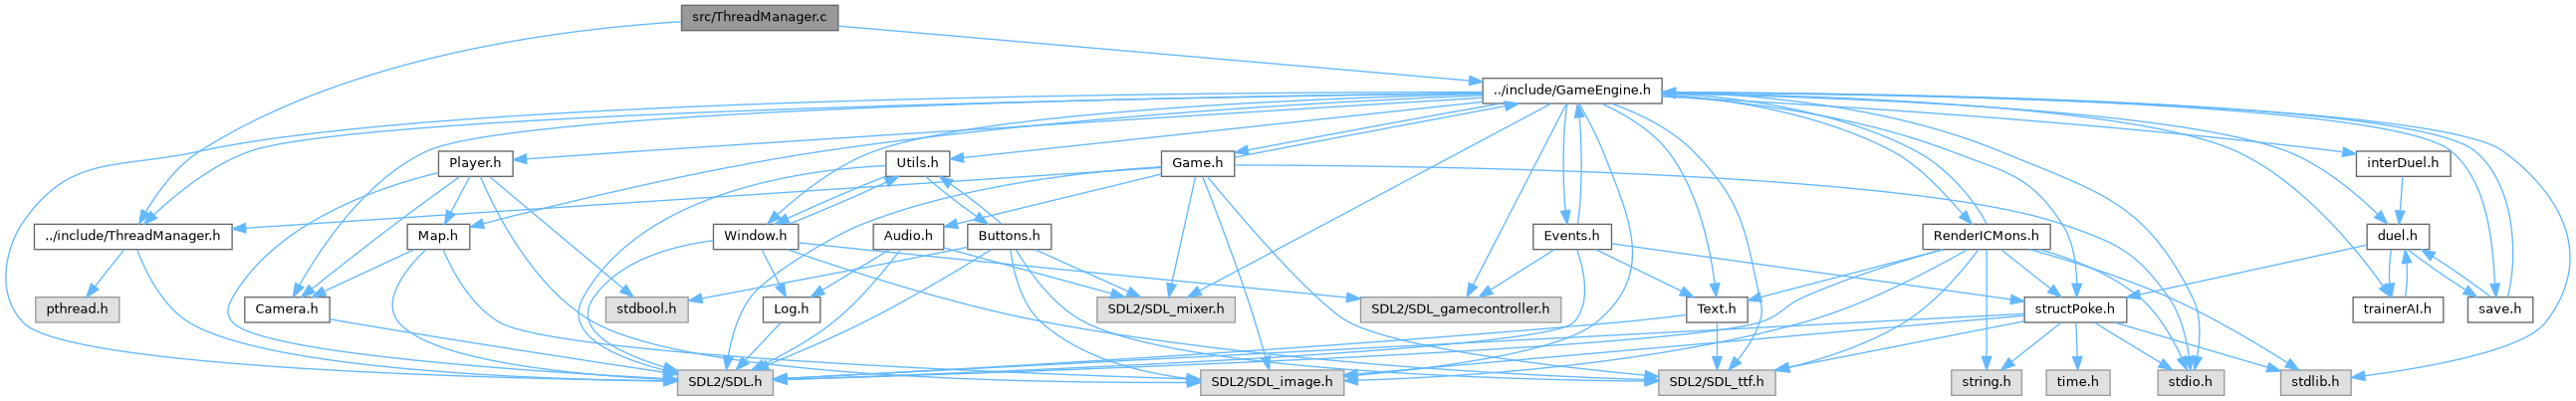 src/ThreadManager.c
../include/GameEngine.h
Player.h
Utils.h
Game.h
interDuel.h
../include/ThreadManager.h
Map.h
Window.h
Audio.h
Buttons.h
Events.h
RenderICMons.h
duel.h
pthread.h
Camera.h
stdbool.h
Log.h
SDL2/SDL_mixer.h
SDL2/SDL_gamecontroller.h
Text.h
structPoke.h
trainerAI.h
save.h
SDL2/SDL.h
SDL2/SDL_image.h
SDL2/SDL_ttf.h
string.h
time.h
stdio.h
stdlib.h